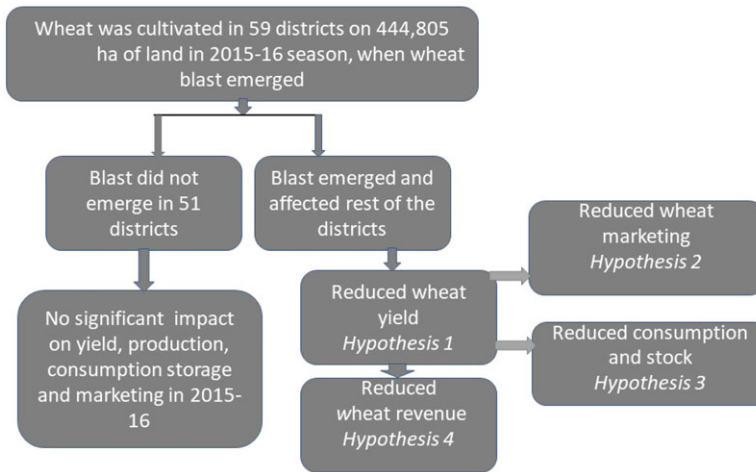 Wheat was cultivated in 59 districts on 444,805
ha of land in 2015-16 season, when wheat
blast emerged
Blast did not
emerge in 51
districts
Blast emerged and
affected rest of the
districts
No significant impact
on yield, production,
consumption storage
and marketing in 2015-
16
Reduced wheat
yield
Hypothesis 1
Reduced wheat
marketing
Hypothesis 2
Reduced consumption
and stock
Hypothesis 3
Reduced
wheat revenue
Hypothesis 4